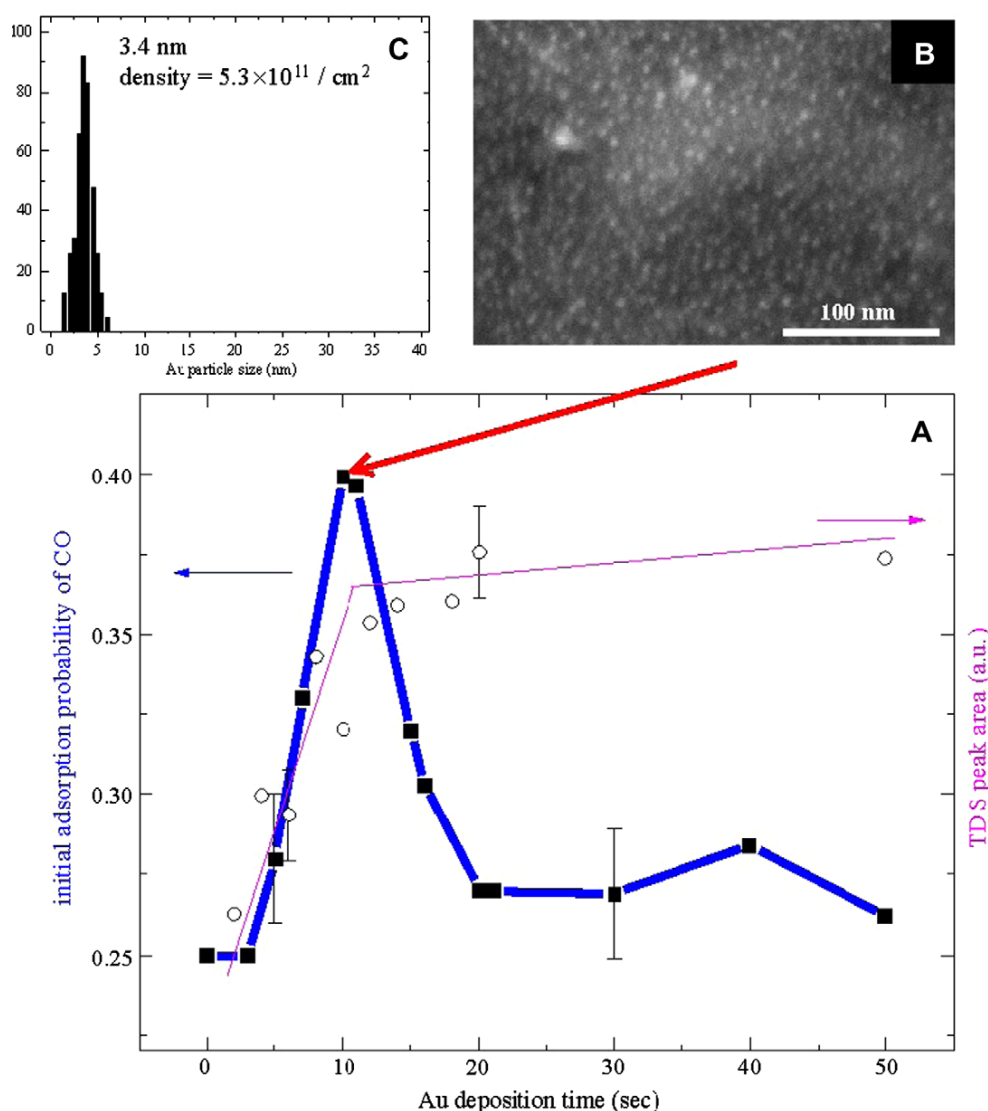 C
3.4 nm
density = 5.3×10¹¹ / cm²
100
80
60
40
20
0
0 5 10 15 20 25 30 35 40
Au particle size (nm)
B
100 nm
A
0.40
0.35
0.30
0.25
initial adsorption probability of CO
TDS peak area (a.u.)
0 10 20 30 40 50
Au deposition time (sec)